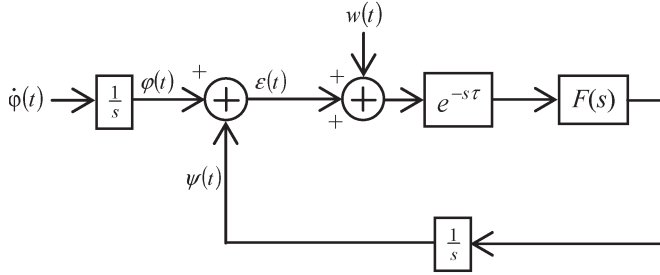 w(t)
φ̇(t) 1/s φ(t) + ε(t) + + e^{-sτ} F(s)
+
ψ(t)
1/s